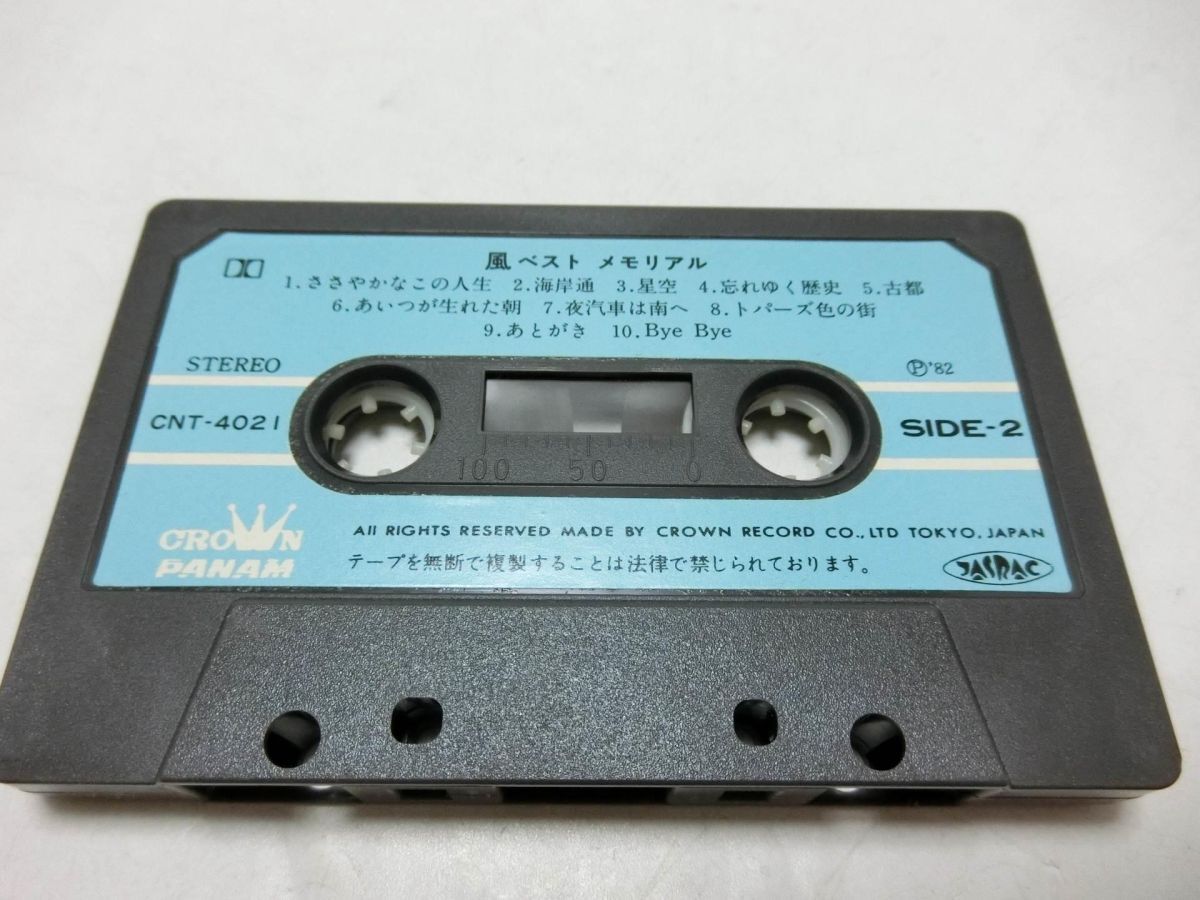 風 ベスト メモリアル
1.ささやかなこの人生 2.海岸通 3.星空 4.忘れゆく歴史 5.古都
6.あいつが生れた朝 7.夜汽車は南へ 8.トパーズ色の街
9.あとがき 10.Bye Bye
STEREO
Ⓟ'82
CNT-4021
SIDE-2
100 50 0
CROWN
PANAM
All RIGHTS RESERVED MADE BY CROWN RECORD CO., LTD TOKYO, JAPAN
テープを無断で複製することは法律で禁じられております。
JASRAC